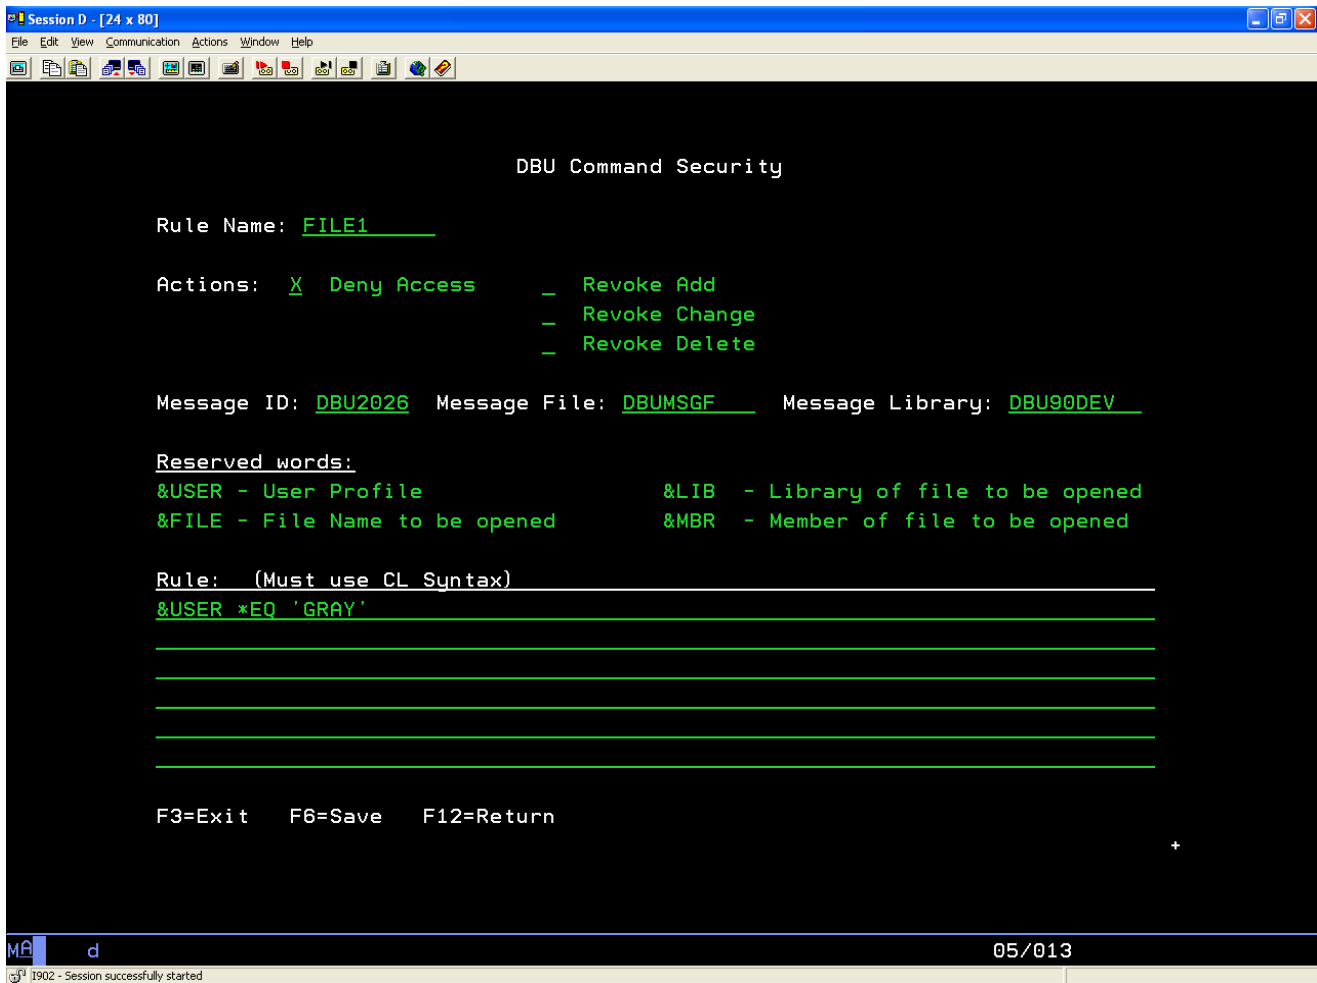 Session D - [24 x 80]
File Edit View Communication Actions Window Help
DBU Command Security
Rule Name: FILE1
Actions: X Deny Access _ Revoke Add
_ Revoke Change
_ Revoke Delete
Message ID: DBU2026 Message File: DBUMSGF Message Library: DBU90DEV
Reserved words:
&USER - User Profile &LIB - Library of file to be opened
&FILE - File Name to be opened &MBR - Member of file to be opened
Rule: (Must use CL Syntax)
&USER *EQ 'GRAY'
F3=Exit F6=Save F12=Return
+
MA d 05/013
I902 - Session successfully started